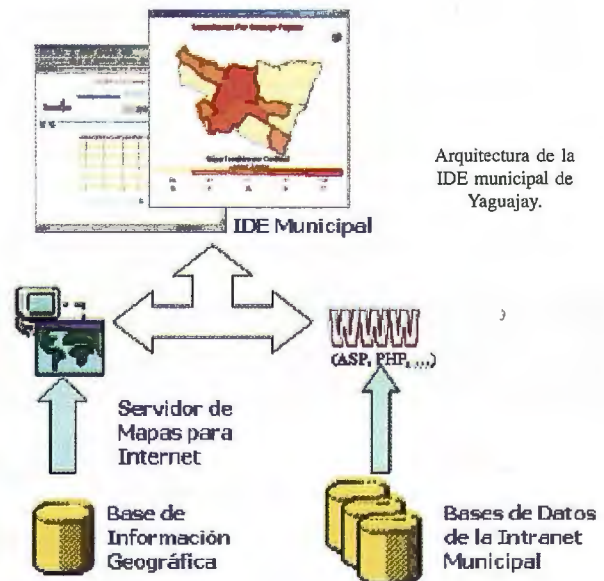 Arquitectura de la
IDE municipal de
Yaguajay.
IDE Municipal
WWW
(ASP, PHP, ...)
Servidor de
Mapas para
Internet
Base de
Información
Geográfica
Bases de Datos
de la Intranet
Municipal